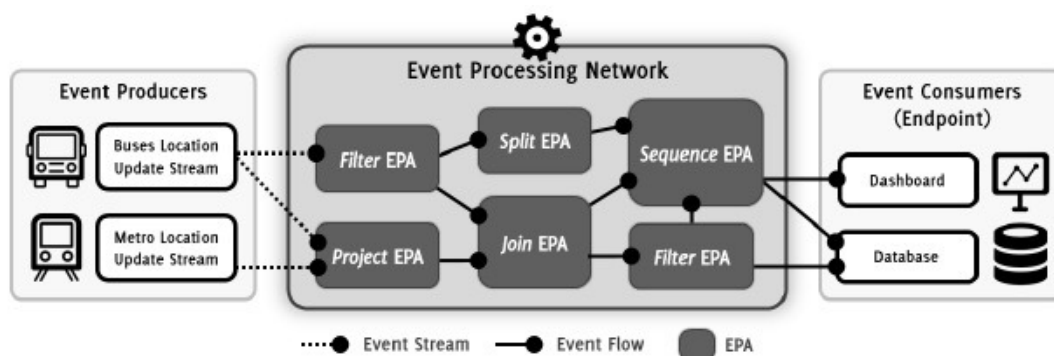 Event Processing Network
Event Producers
Buses Location
Update Stream
Metro Location
Update Stream
Filter EPA
Project EPA
Split EPA
Join EPA
Sequence EPA
Filter EPA
Event Consumers
(Endpoint)
Dashboard
Database
Event Stream
Event Flow
EPA